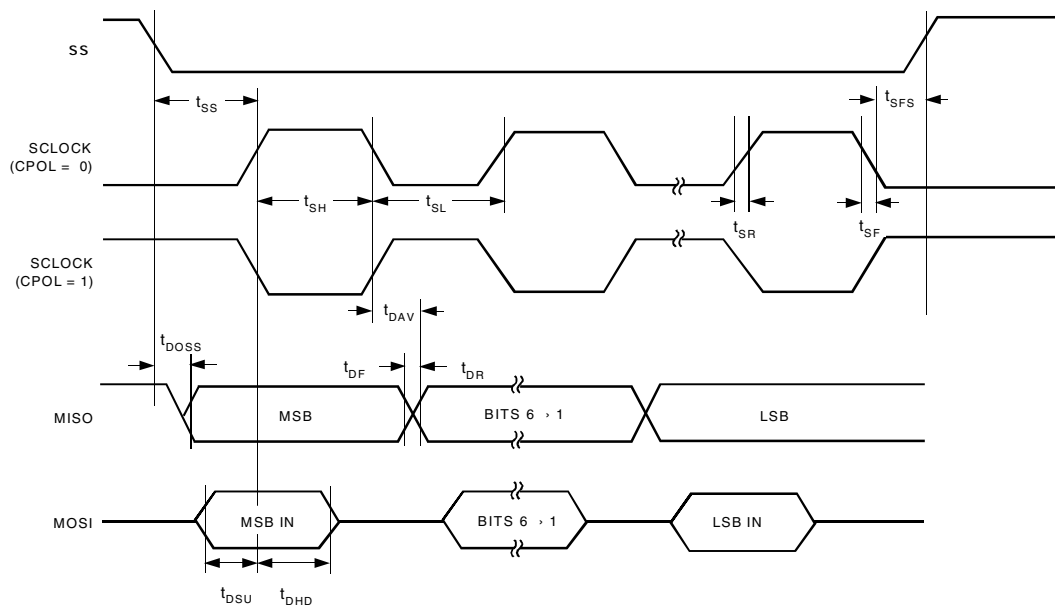 SS
tSS
tSFS
SCLOCK
(CPOL = 0)
tSH
tSL
tSR
tSF
SCLOCK
(CPOL = 1)
tDAV
tDOSS
tDF
tDR
MISO
MSB
BITS 6 › 1
LSB
MOSI
MSB IN
BITS 6 › 1
LSB IN
tDSU
tDHD